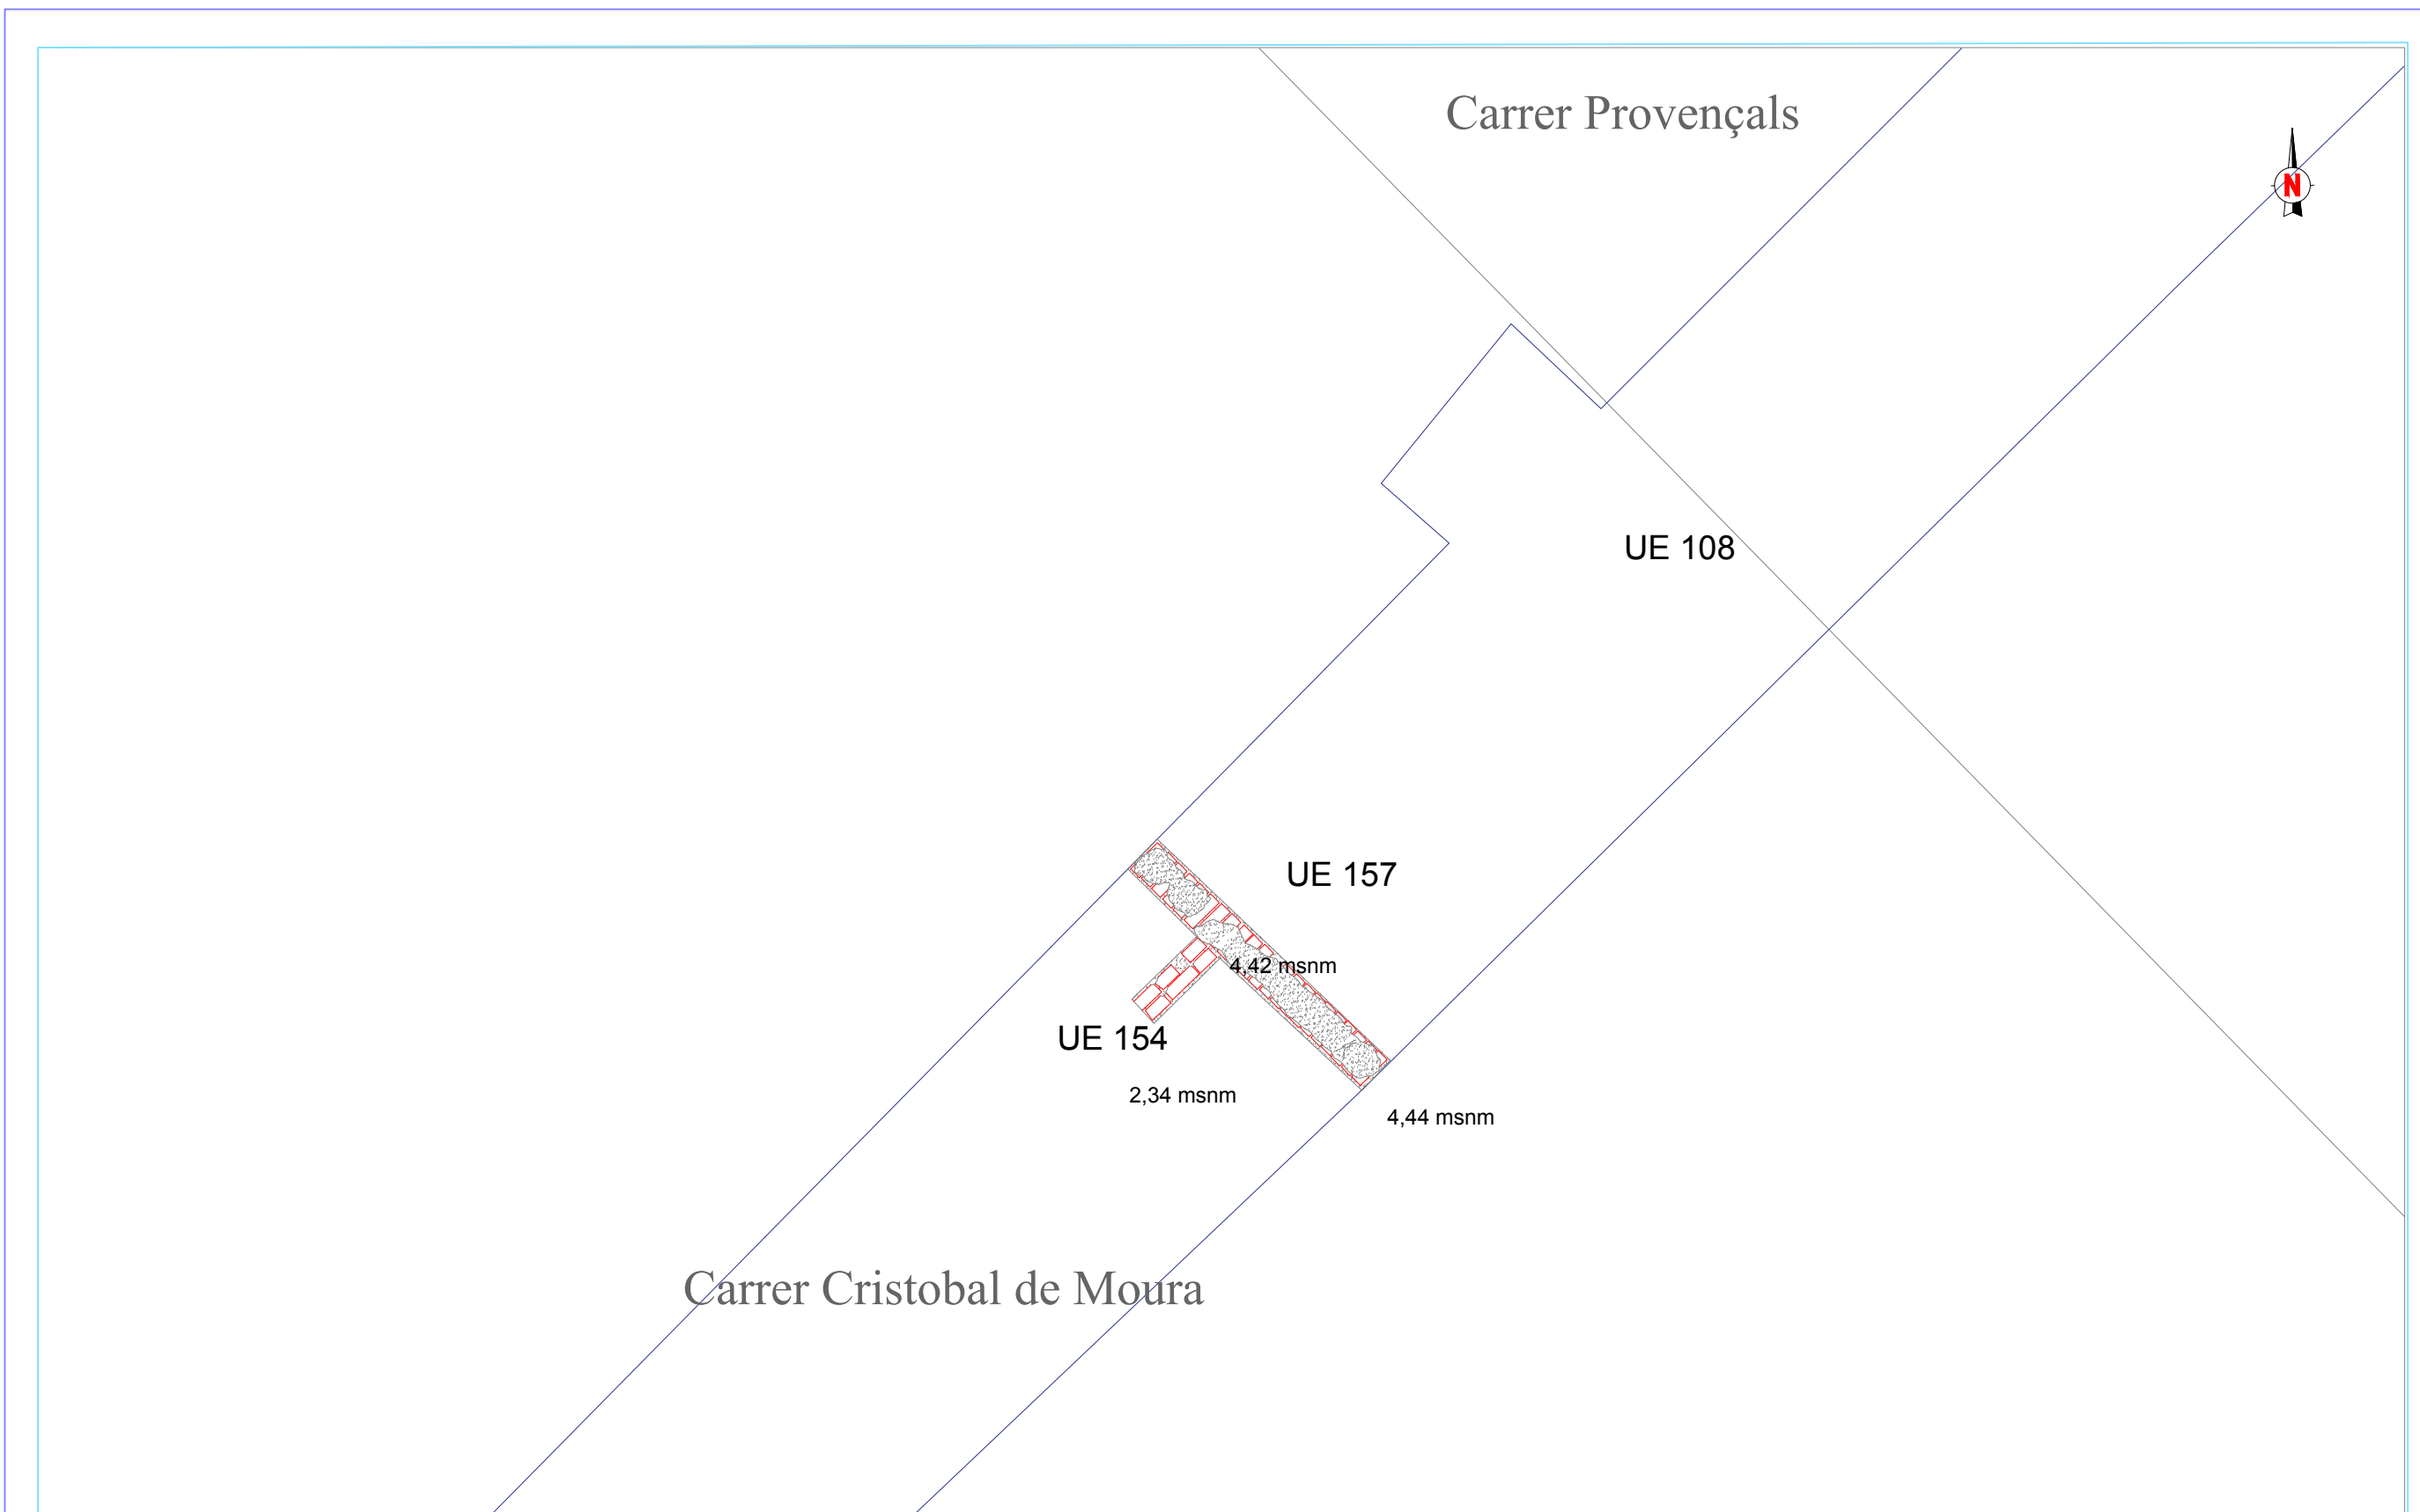 Carrer Provençals
N
UE 108
UE 157
4,42 msnm
UE 154
2,34 msnm
4,44 msnm
Carrer Cristobal de Moura